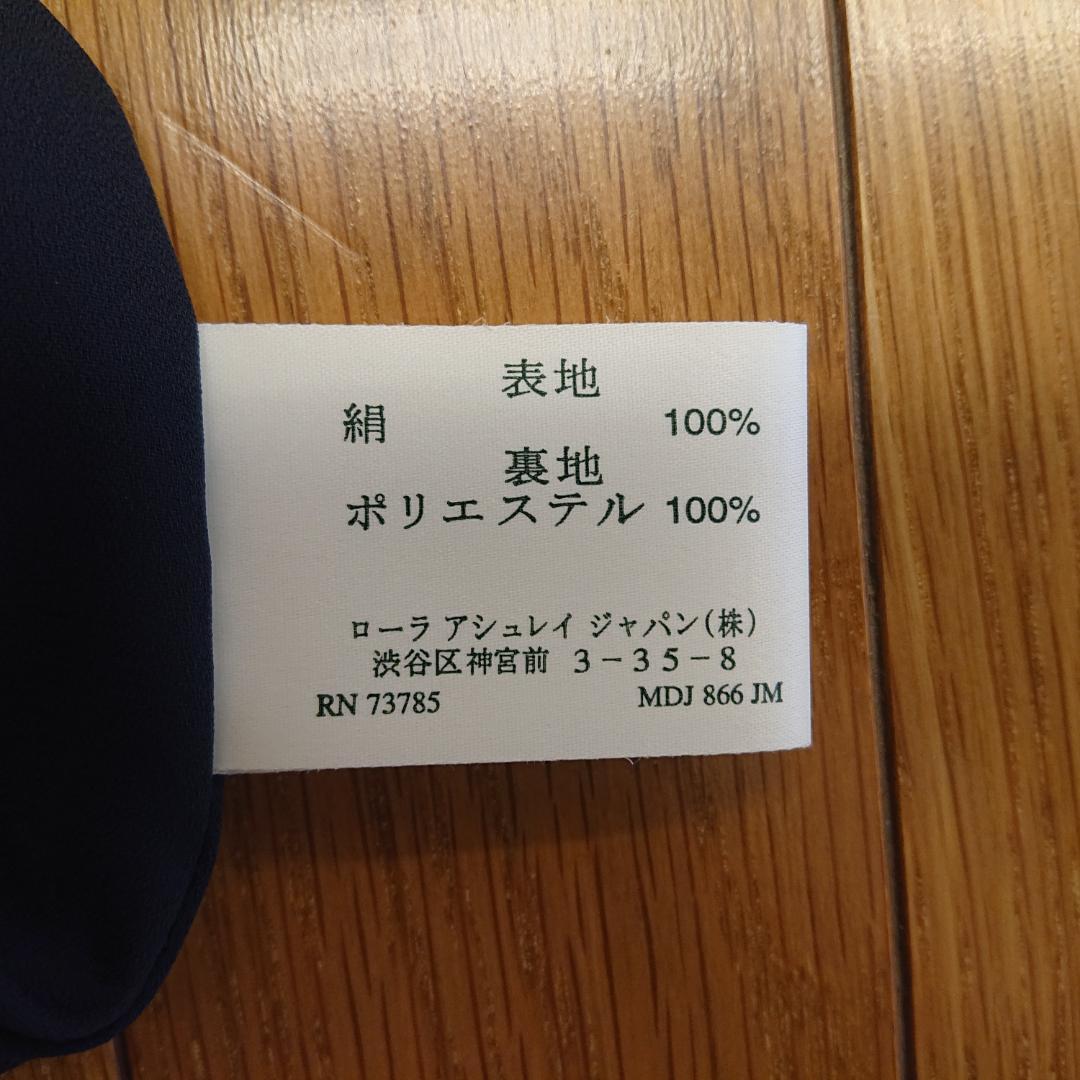 表地
絹 100%
裏地
ポリエステル 100%
ローラ アシュレイ ジャパン(株)
渋谷区神宮前 3-35-8
RN 73785 MDJ 866 JM